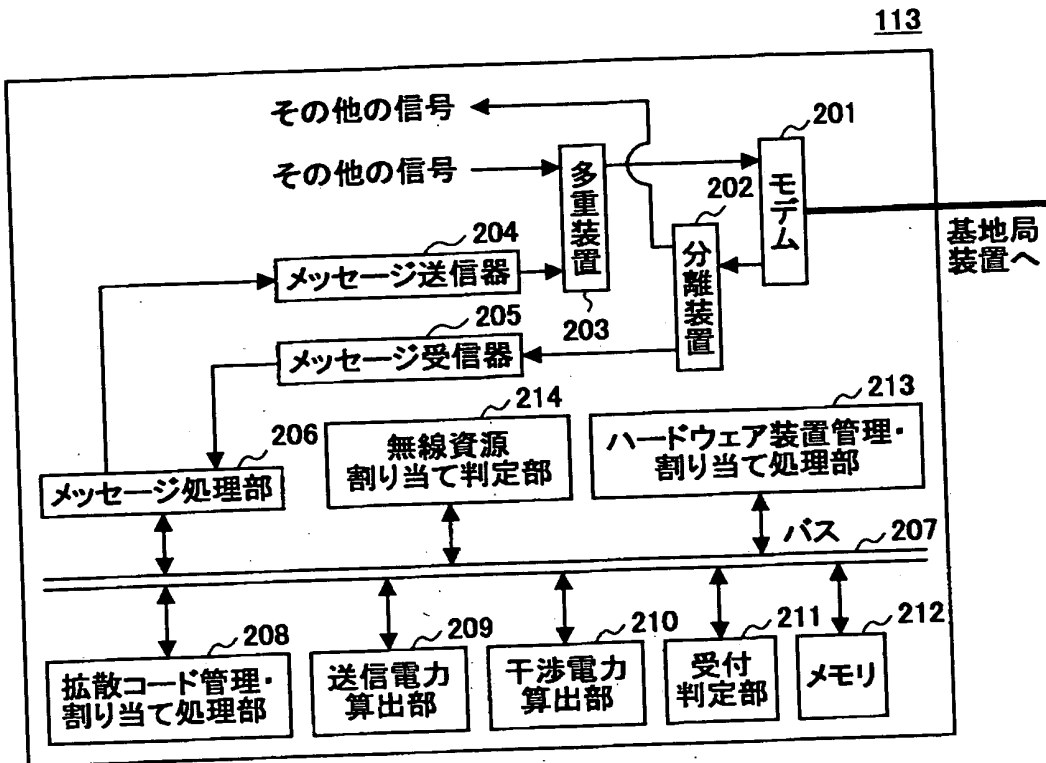 113
その他の信号
201
その他の信号
多重装置
202
モデム
204
メッセージ送信器
分離装置
基地局
装置へ
203
205
メッセージ受信器
214
213
無線資源
割り当て判定部
ハードウェア装置管理・
割り当て処理部
206
メッセージ処理部
バス
207
208
209
210
211
212
拡散コード管理・
割り当て処理部
送信電力
算出部
干渉電力
算出部
受付
判定部
メモリ